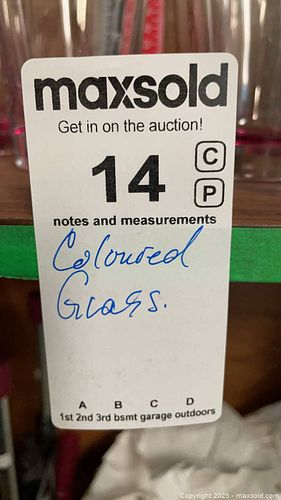 maxsold
Get in on the auction!
14
C
P
notes and measurements
Coloured
Glass.
A B C D
1st 2nd 3rd bsmt garage outdoors
Copyright 2025 - maxsold.com